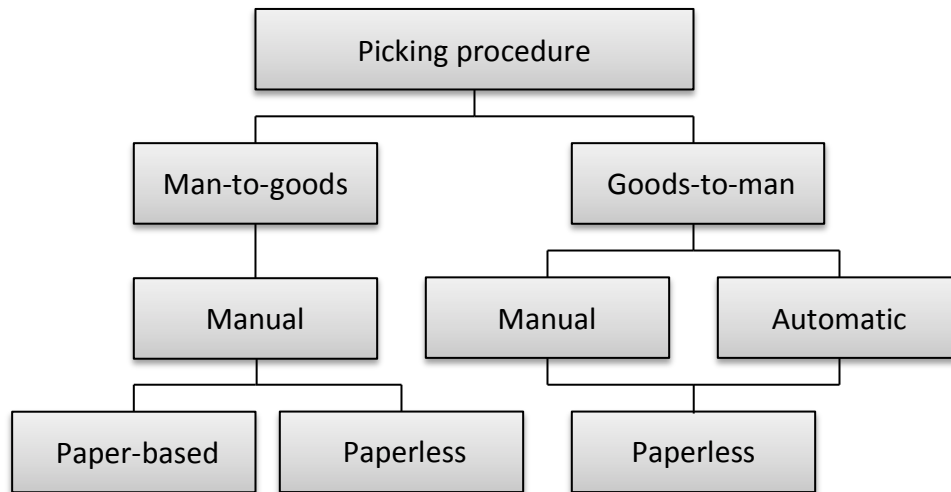 Picking procedure
Man-to-goods
Goods-to-man
Manual
Manual
Automatic
Paper-based
Paperless
Paperless